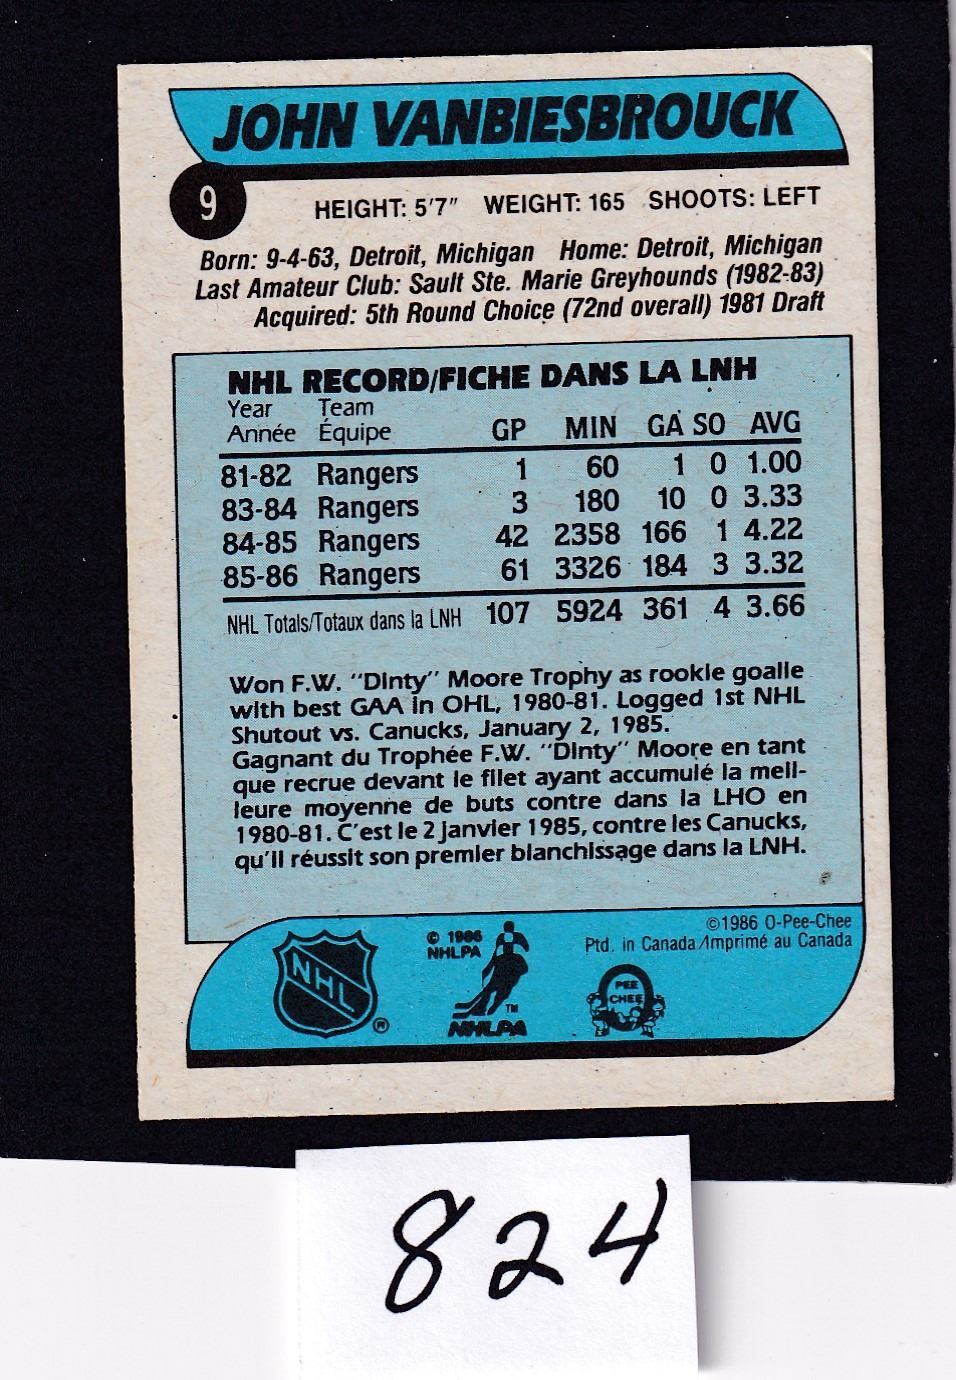 JOHN VANBIESBROUCK
9
HEIGHT: 5'7" WEIGHT: 165 SHOOTS: LEFT
Born: 9-4-63, Detroit, Michigan Home: Detroit, Michigan
Last Amateur Club: Sault Ste. Marie Greyhounds (1982-83)
Acquired: 5th Round Choice (72nd overall) 1981 Draft
NHL RECORD/FICHE DANS LA LNH
Year Team
Année Équipe GP MIN GA SO AVG
81-82 Rangers 1 60 1 0 1.00
83-84 Rangers 3 180 10 0 3.33
84-85 Rangers 42 2358 166 1 4.22
85-86 Rangers 61 3326 184 3 3.32
NHL Totals/Totaux dans la LNH 107 5924 361 4 3.66
Won F.W. "Dinty" Moore Trophy as rookie goalie
with best GAA in OHL, 1980-81. Logged 1st NHL
Shutout vs. Canucks, January 2, 1985.
Gagnant du Trophée F.W. "Dinty" Moore en tant
que recrue devant le filet ayant accumulé la meil-
leure moyenne de buts contre dans la LHO en
1980-81. C'est le 2 Janvier 1985, contre les Canucks,
qu'il réussit son premier blanchissage dans la LNH.
©1986 O-Pee-Chee
Ptd. in Canada/Imprimé au Canada
© 1986
NHLPA
NHL
®
TM
NHLPA
PEE
CHEE
824